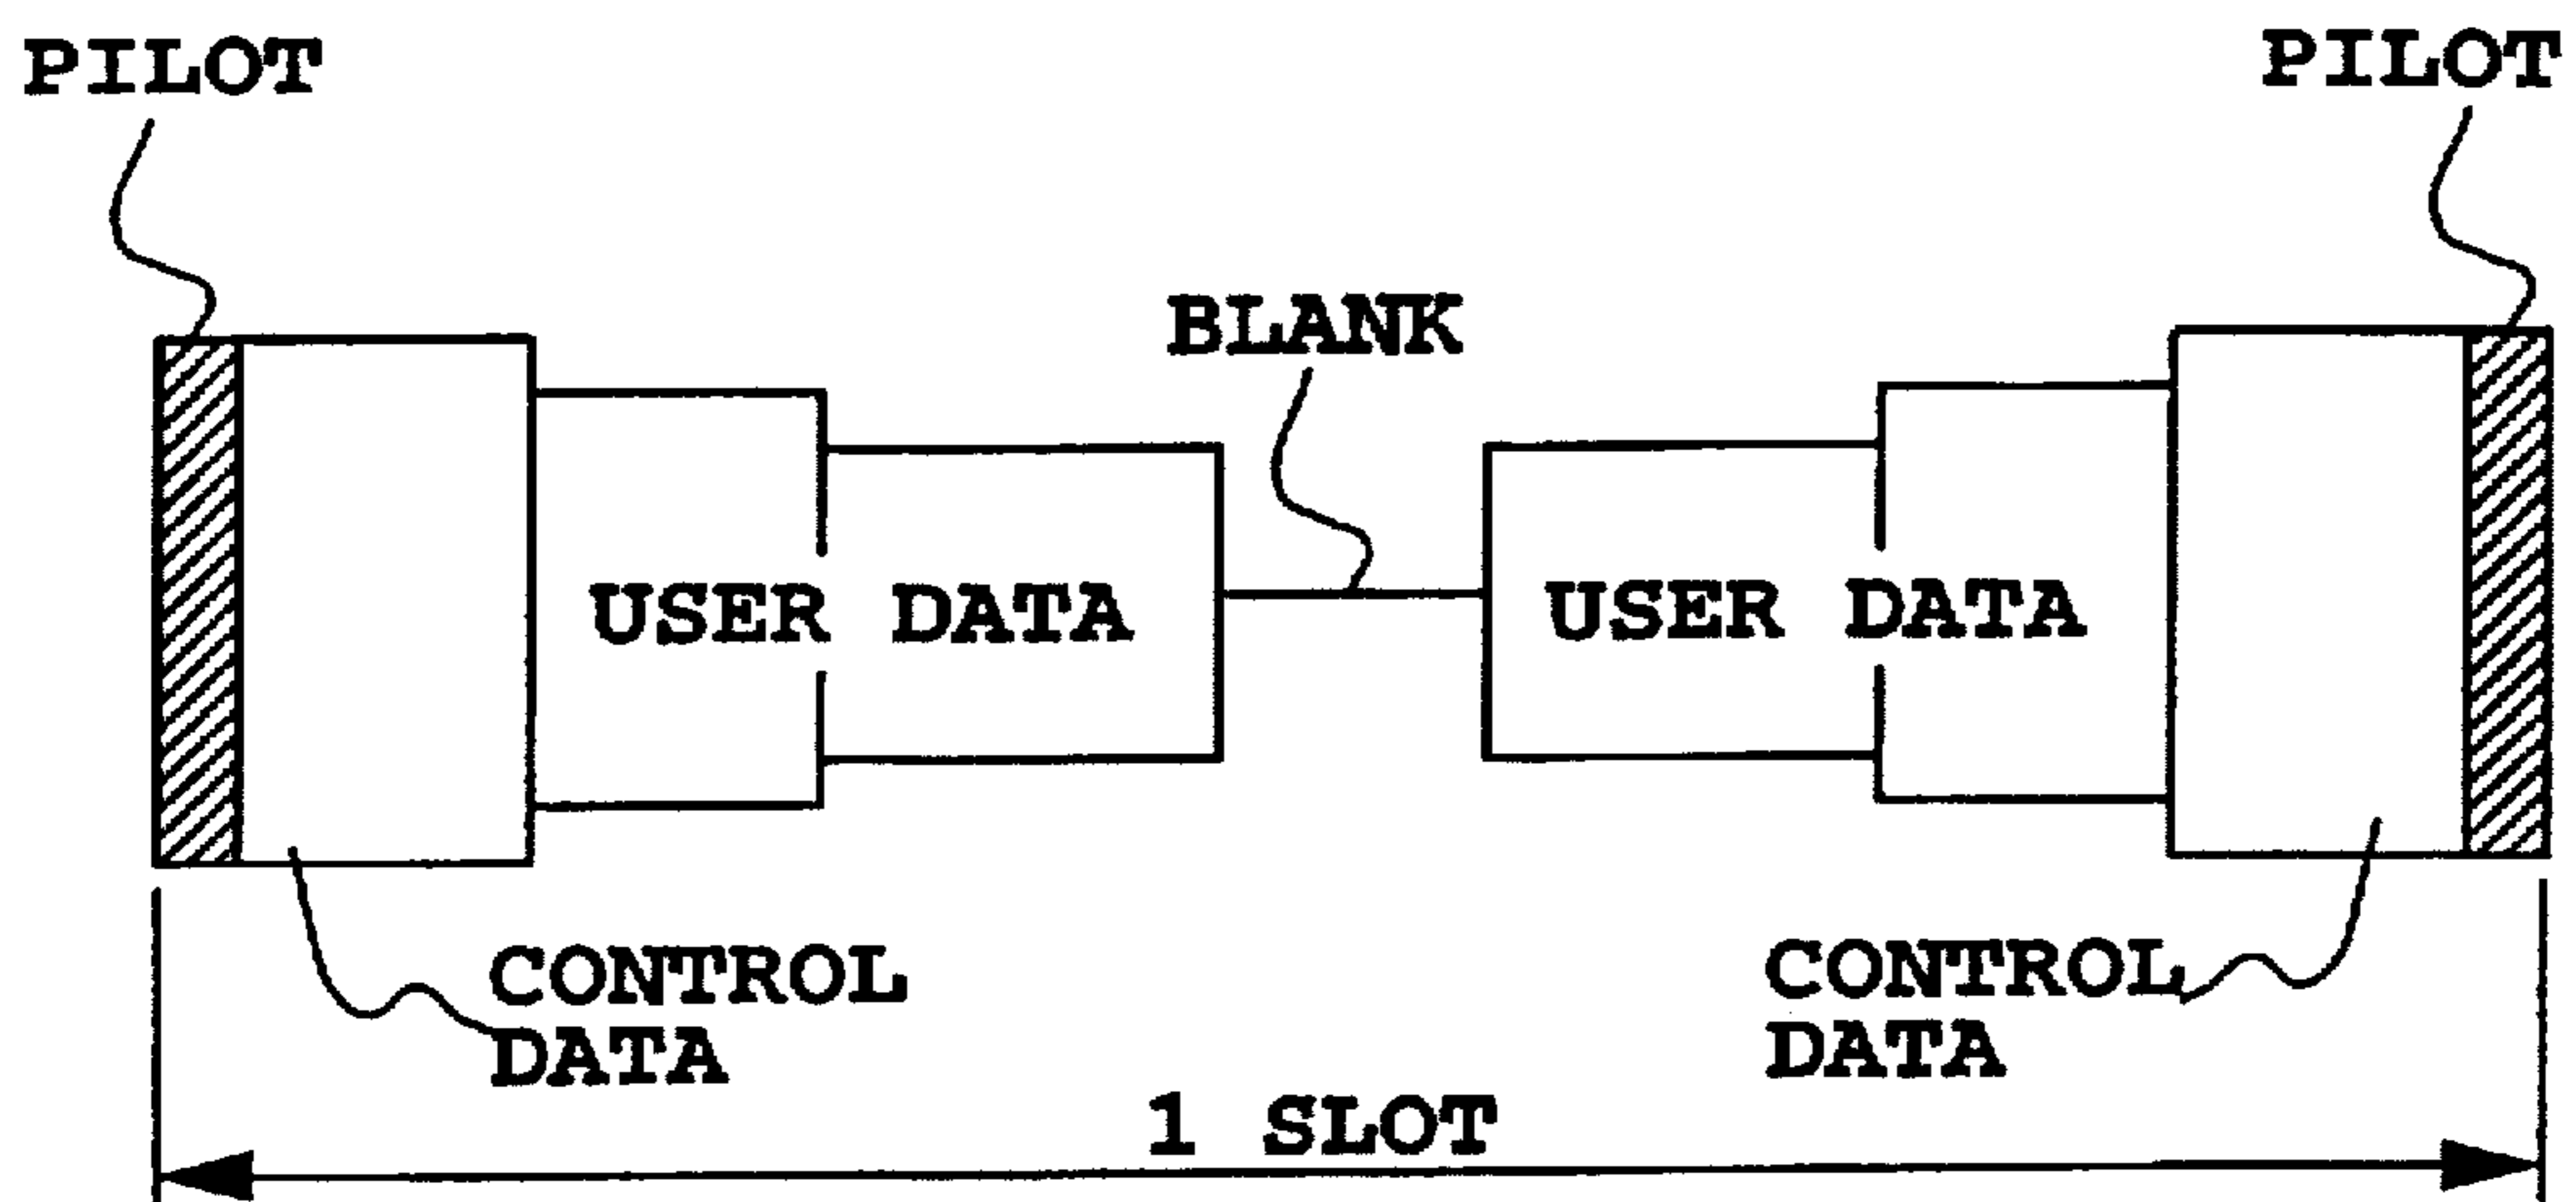 PILOT
PILOT
BLANK
USER DATA
USER DATA
CONTROL
DATA
CONTROL
DATA
1 SLOT